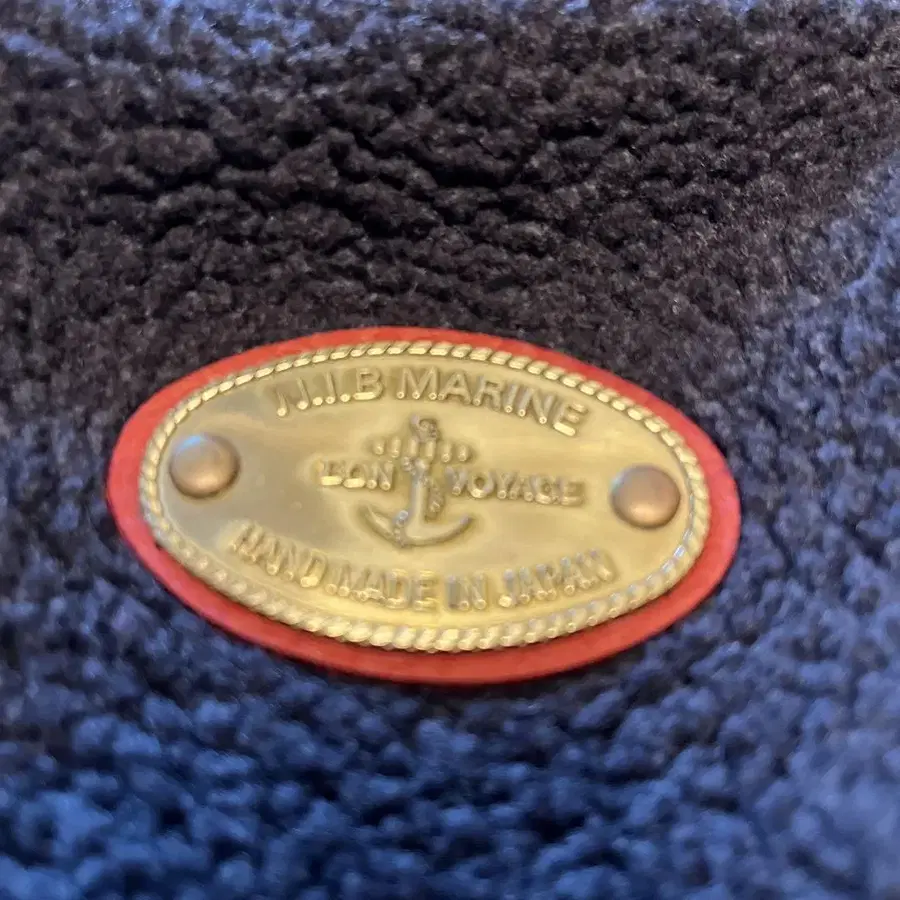 N.I.B MARINE
BON VOYAGE
HAND MADE IN JAPAN